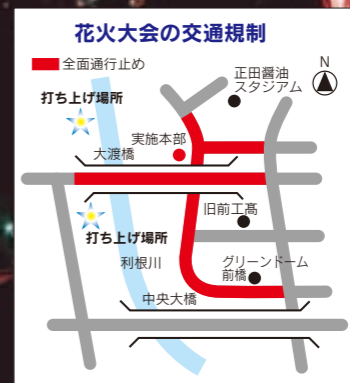 花火大会の交通規制
全面通行止め
正田醤油
スタジアム
N
打ち上げ場所
実施本部
大渡橋
旧前工髙
打ち上げ場所
利根川
グリーンドーム
前橋
中央大橋